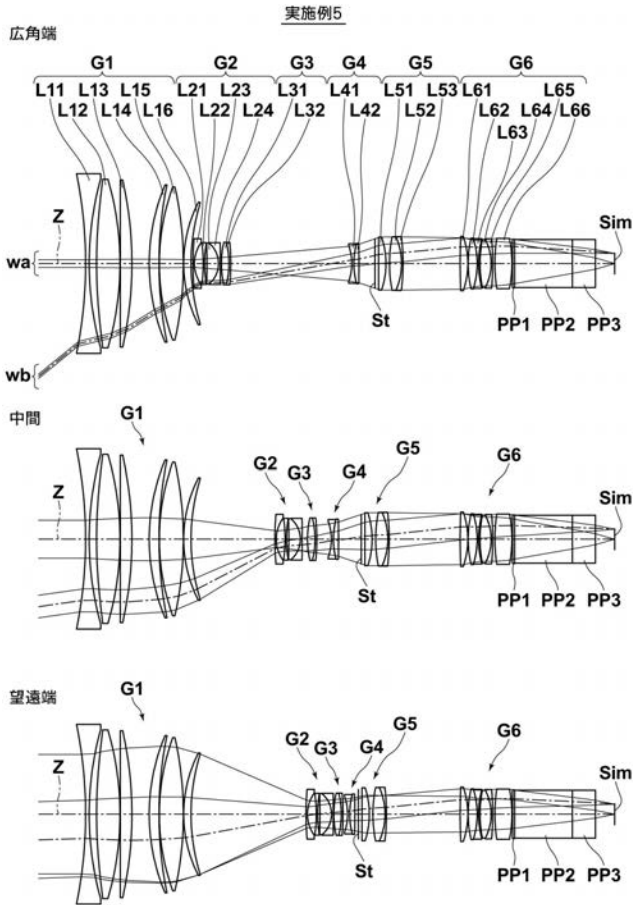 実施例5
広角端
G1 G2 G3 G4 G5 G6
L11 L13 L15 L21 L23 L31 L41 L51 L53 L61 L65
L12 L14 L16 L22 L24 L32 L42 L52 L62 L64 L66
L63
Z
Sim
wa
St
PP1 PP2 PP3
wb
中間
G1
G2 G3 G4 G5 G6
Z
Sim
St
PP1 PP2 PP3
望遠端
G1
G2 G3 G4 G5 G6
Z
Sim
St
PP1 PP2 PP3